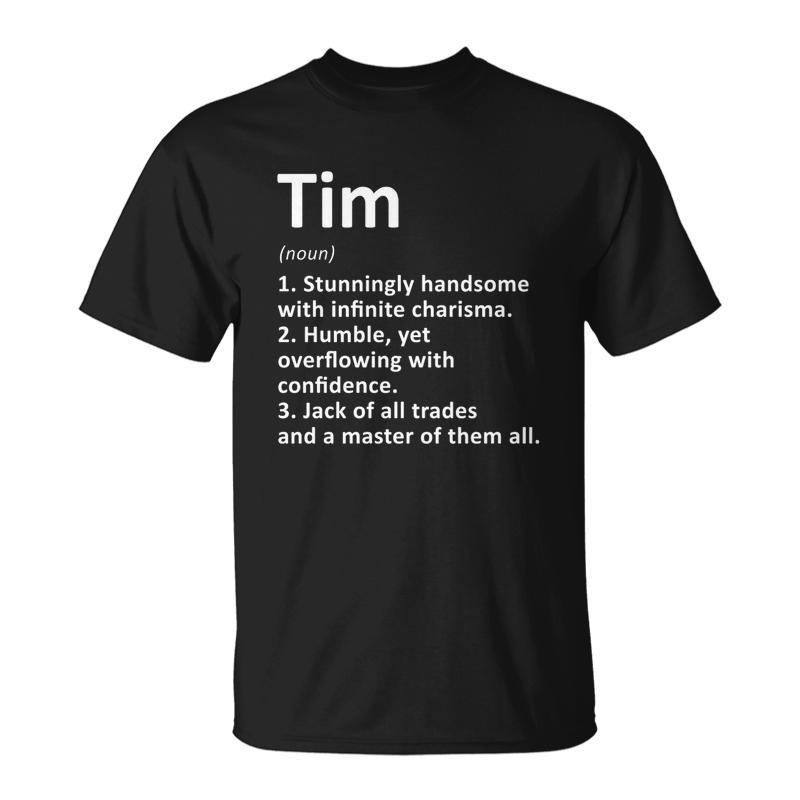 Tim
(noun)
1. Stunningly handsome
with infinite charisma.
2. Humble, yet
overflowing with
confidence.
3. Jack of all trades
and a master of them all.